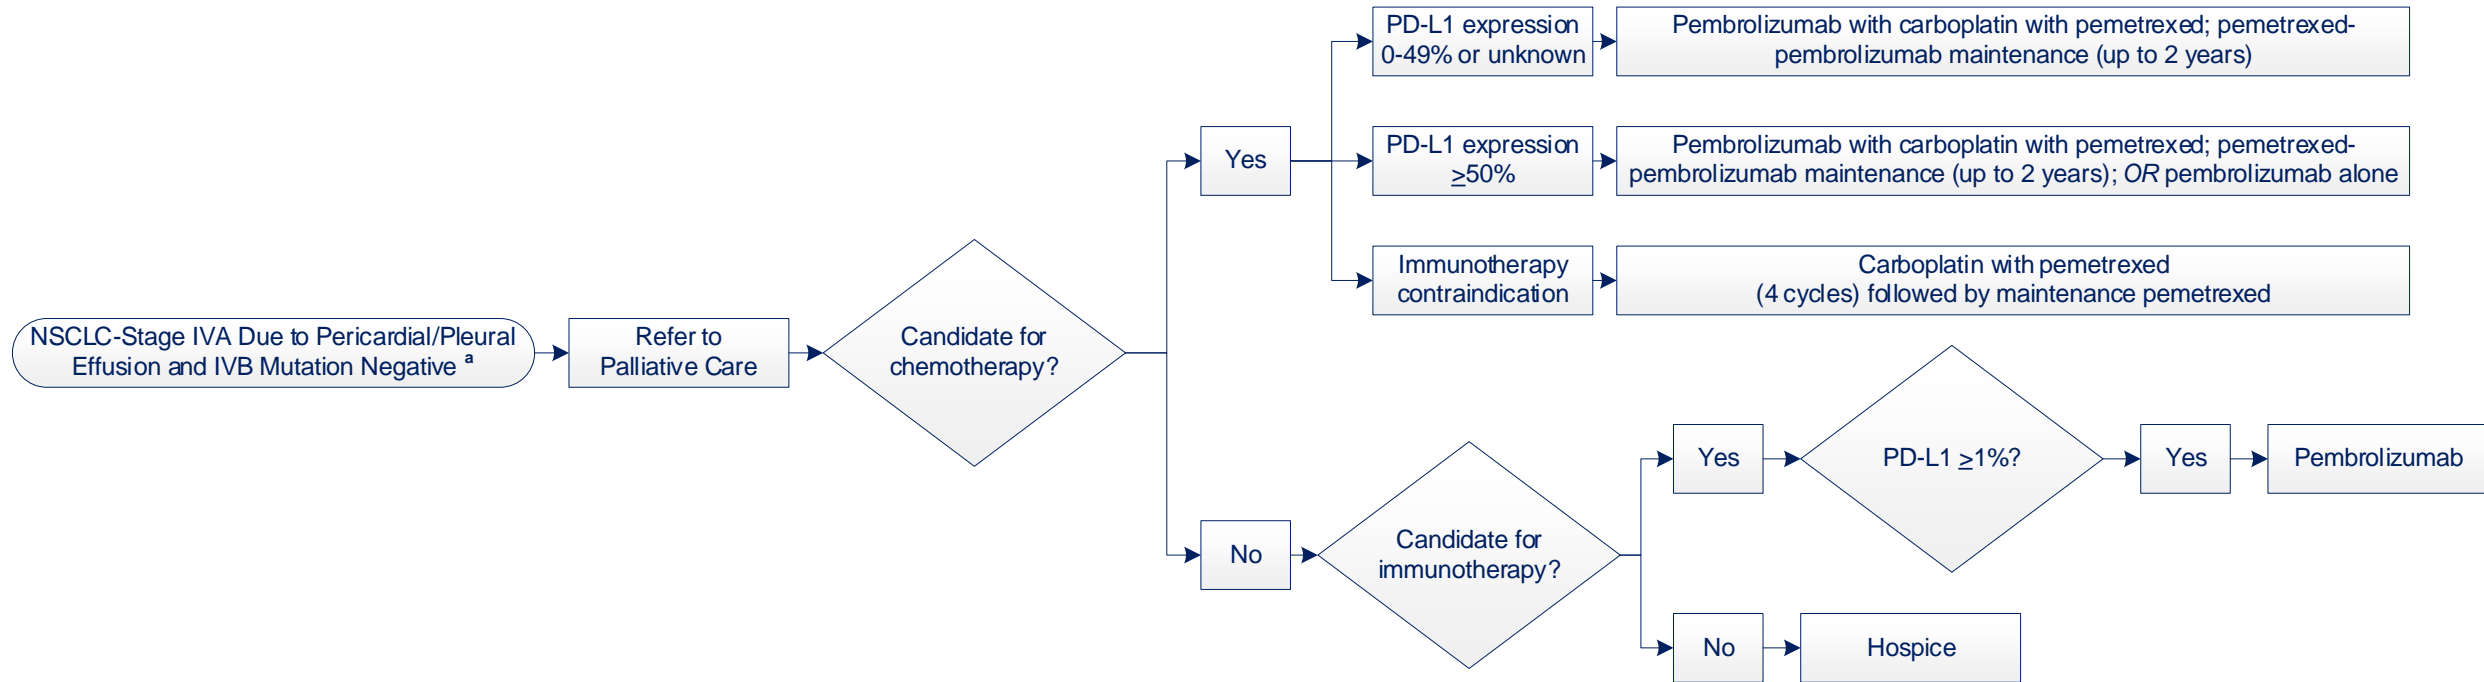 PD-L1 expression
0-49% or unknown
Pembrolizumab with carboplatin with pemetrexed; pemetrexed-
pembrolizumab maintenance (up to 2 years)
Yes
PD-L1 expression
≥50%
Pembrolizumab with carboplatin with pemetrexed; pemetrexed-
pembrolizumab maintenance (up to 2 years); OR pembrolizumab alone
Immunotherapy
contraindication
Carboplatin with pemetrexed
(4 cycles) followed by maintenance pemetrexed
NSCLC-Stage IVA Due to Pericardial/Pleural
Effusion and IVB Mutation Negative a
Refer to
Palliative Care
Candidate for
chemotherapy?
Yes
PD-L1 ≥1%?
Yes
Pembrolizumab
No
Candidate for
immunotherapy?
No
Hospice